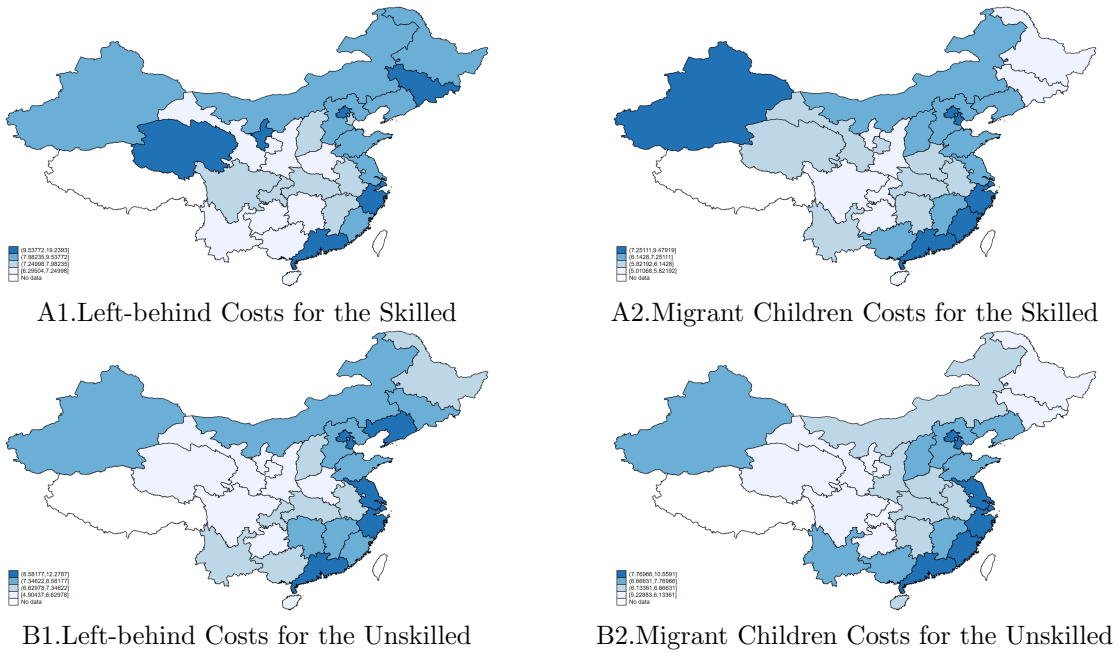 (9.53772,19.2393]
(7.98235,9.53772]
(7.24998,7.98235]
[6.29504,7.24998]
No data
(7.25111,9.47919]
(6.1428,7.25111]
(5.82192,6.1428]
[5.01068,5.82192]
No data
A1.Left-behind Costs for the Skilled
A2.Migrant Children Costs for the Skilled
(8.58177,12.2787]
(7.34622,8.58177]
(6.62978,7.34622]
[4.90437,6.62978]
No data
(7.76966,10.5591]
(6.66631,7.76966]
(6.13361,6.66631]
[5.22883,6.13361]
No data
B1.Left-behind Costs for the Unskilled
B2.Migrant Children Costs for the Unskilled